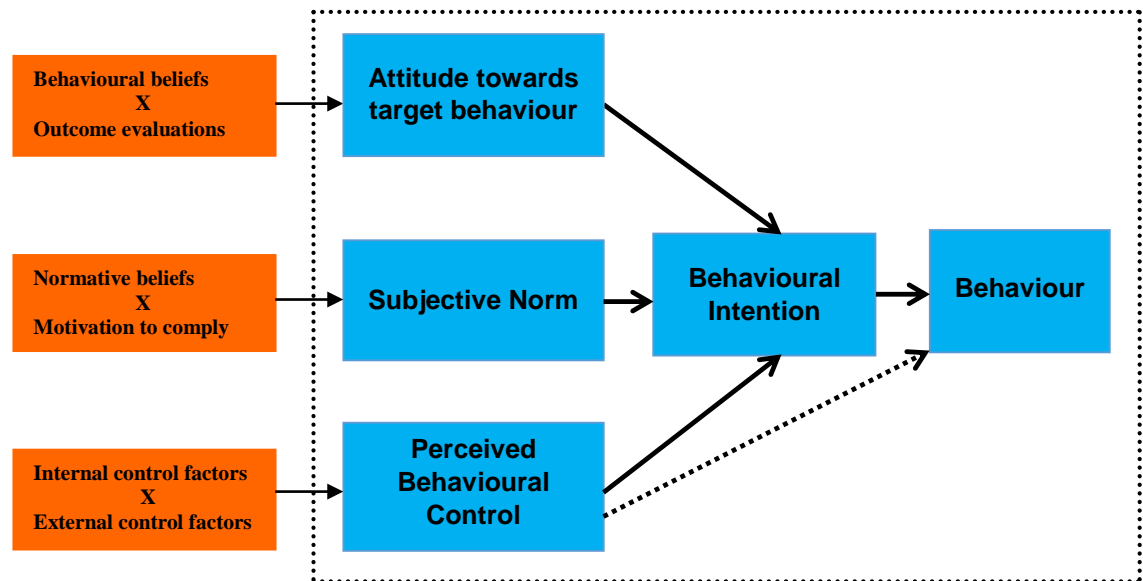 Behavioural beliefs
X
Outcome evaluations
Attitude towards
target behaviour
Normative beliefs
X
Motivation to comply
Subjective Norm
Behavioural
Intention
Behaviour
Internal control factors
X
External control factors
Perceived
Behavioural
Control